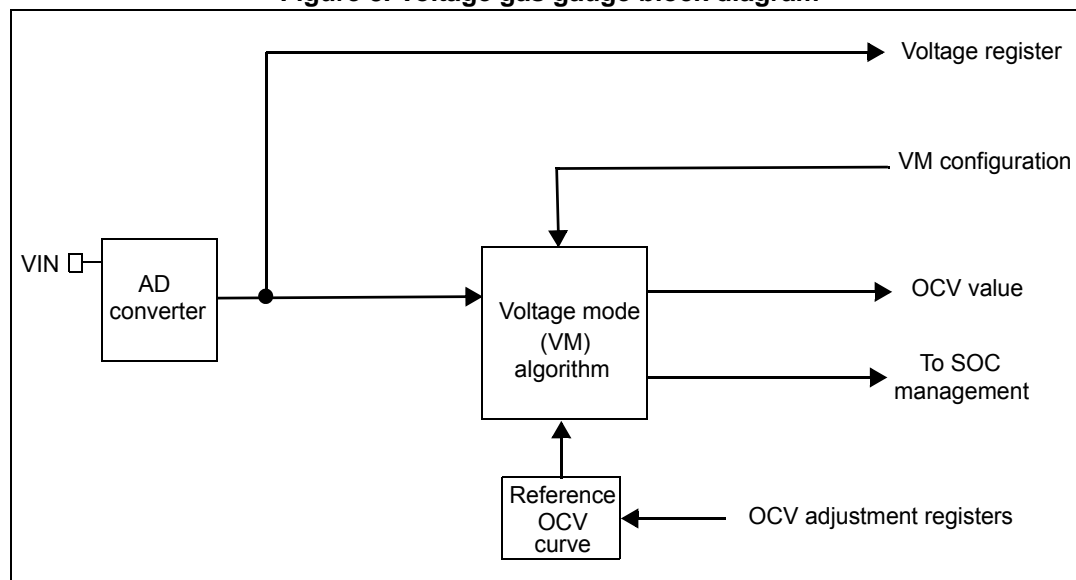 Figure 8. Voltage gas gauge block diagram
Voltage register
VM configuration
VIN
AD
converter
Voltage mode
(VM)
algorithm
OCV value
To SOC
management
Reference
OCV
curve
OCV adjustment registers